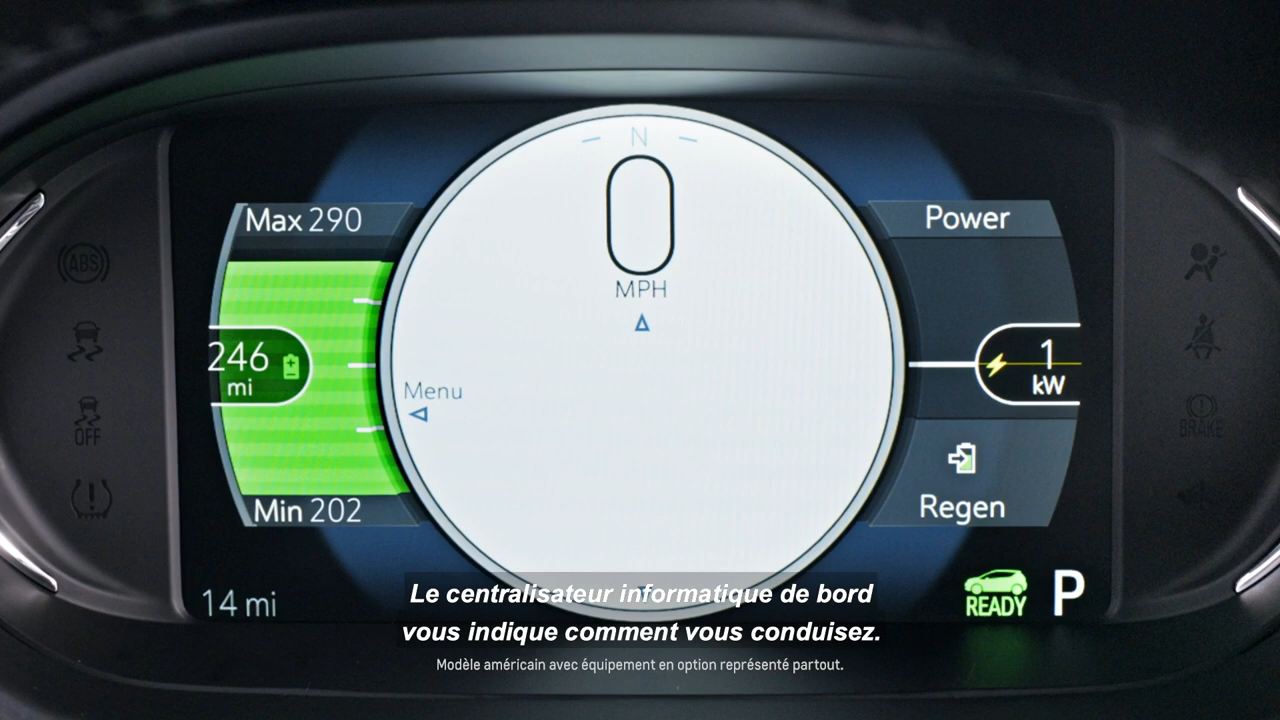 N
0
MPH
Menu
Max 290
246
mi
Min 202
14 mi
Power
1
kW
Regen
READY
P
ABS
OFF
BRAKE
Le centralisateur informatique de bord
vous indique comment vous conduisez.
Modèle américain avec équipement en option représenté partout.